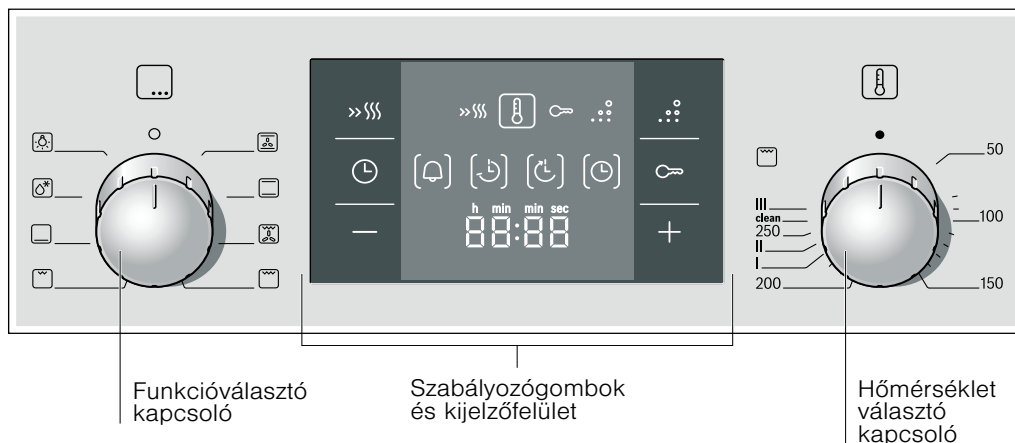 h min min sec
88:88
50
100
150
III
clean
250
II
I
200
Funkcióválasztó
kapcsoló
Szabályozógombok
és kijelzőfelület
Hőmérséklet
választó
kapcsoló